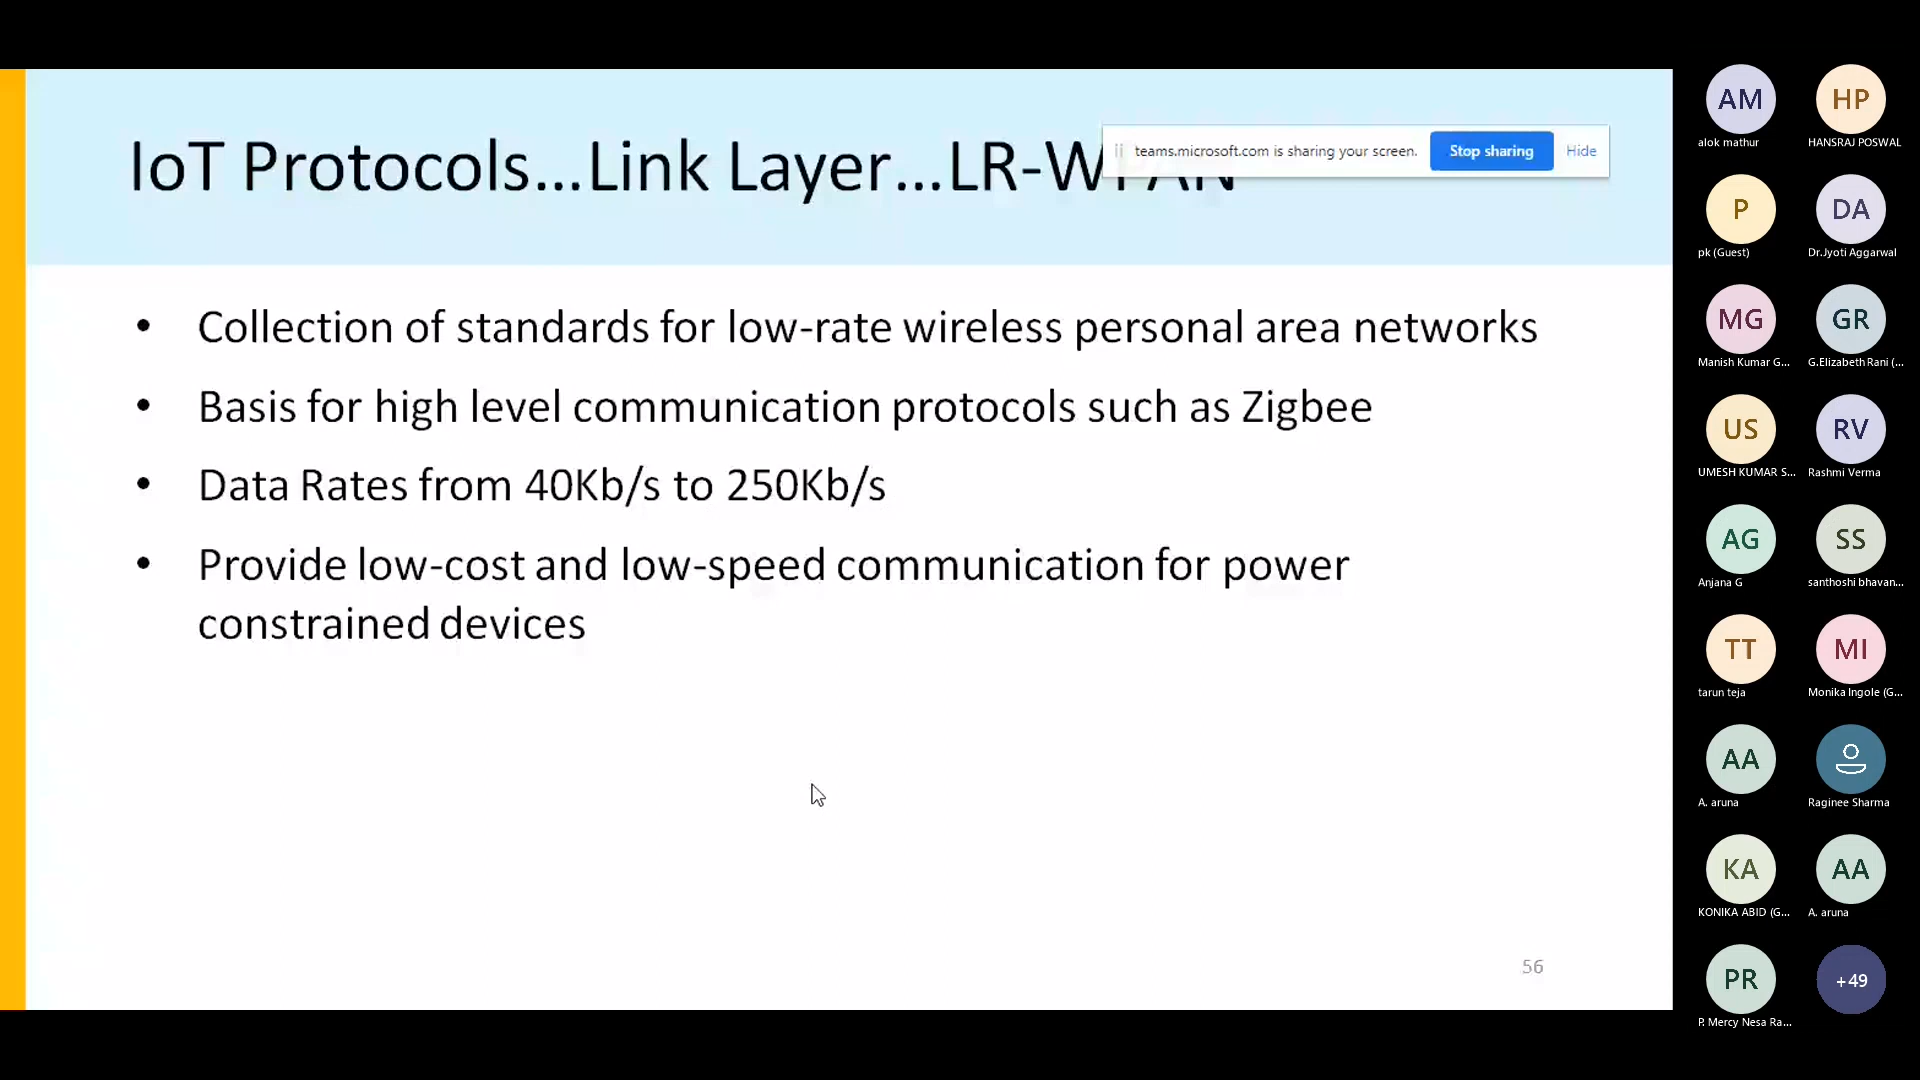 IoT Protocols...Link Layer...LR-WPAN
teams.microsoft.com is sharing your screen. Stop sharing Hide
• Collection of standards for low-rate wireless personal area networks
• Basis for high level communication protocols such as Zigbee
• Data Rates from 40Kb/s to 250Kb/s
• Provide low-cost and low-speed communication for power
constrained devices
56
AM HP
alok mathur HANSRAJ POSWAL
P DA
pk (Guest) Dr.Jyoti Aggarwal
MG GR
Manish Kumar G... G.Elizabeth Rani (...
US RV
UMESH KUMAR S... Rashmi Verma
AG SS
Anjana G santhoshi bhavan...
TT MI
tarun teja Monika Ingole (G...
AA
A. aruna Raginee Sharma
KA AA
KONIKA ABID (G... A. aruna
PR +49
P. Mercy Nesa Ra...